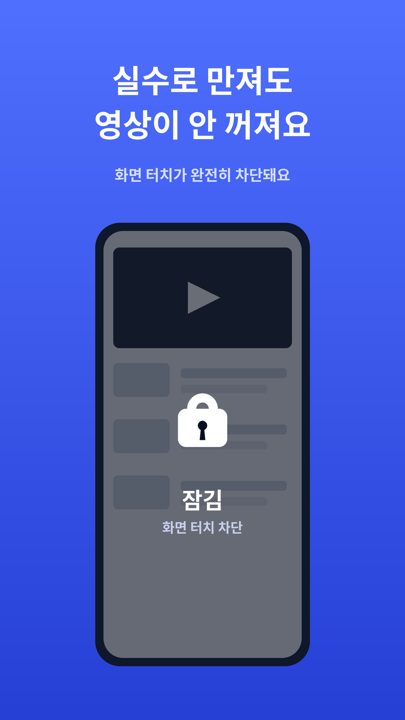 실수로 만져도
영상이 안 꺼져요
화면 터치가 완전히 차단돼요
잠김
화면 터치 차단